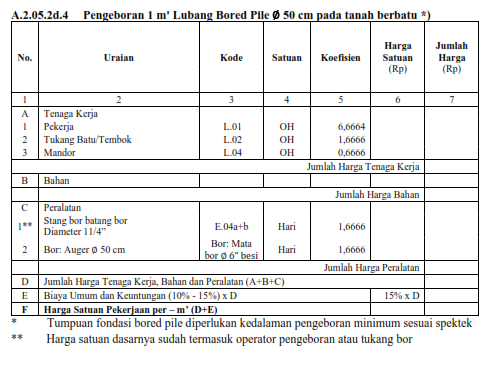 A.2.05.2d.4 Pengeboran 1 m' Lubang Bored Pile Ø 50 cm pada tanah berbatu *)
No. Uraian Kode Satuan Koefisien Harga Satuan (Rp) Jumlah Harga (Rp)
1 2 3 4 5 6 7
A Tenaga Kerja
1 Pekerja L.01 OH 6,6664
2 Tukang Batu/Tembok L.02 OH 1,6666
3 Mandor L.04 OH 0,6666
Jumlah Harga Tenaga Kerja
B Bahan
Jumlah Harga Bahan
C Peralatan
1** Stang bor batang bor Diameter 11/4” E.04a+b Hari 1,6666
2 Bor: Auger Ø 50 cm Bor: Mata bor Ø 6" besi Hari 1,6666
Jumlah Harga Peralatan
D Jumlah Harga Tenaga Kerja, Bahan dan Peralatan (A+B+C)
E Biaya Umum dan Keuntungan (10% - 15%) x D 15% x D
F Harga Satuan Pekerjaan per – m’ (D+E)
* Tumpuan fondasi bored pile diperlukan kedalaman pengeboran minimum sesuai spektek
** Harga satuan dasarnya sudah termasuk operator pengeboran atau tukang bor